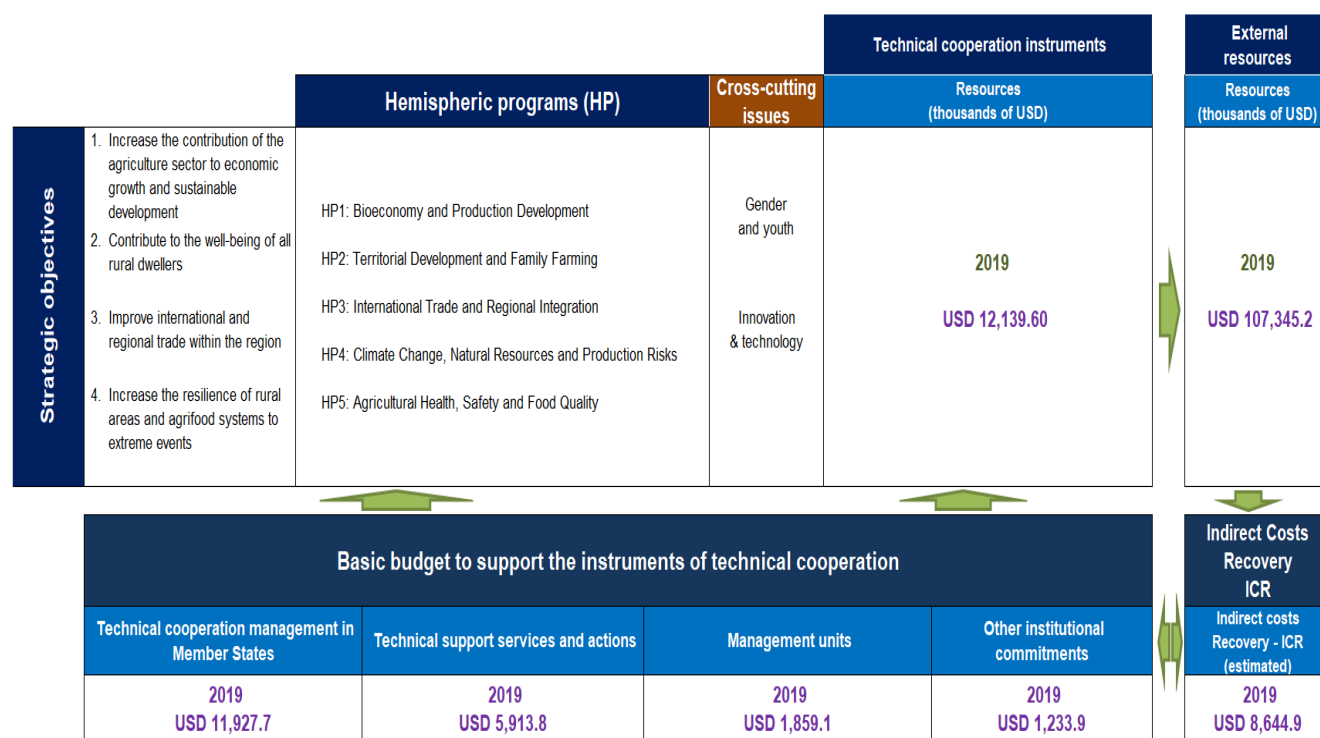 Technical cooperation instruments
External
resources
Hemispheric programs (HP)
Cross-cutting
issues
Resources
(thousands of USD)
Resources
(thousands of USD)
Strategic objectives
1. Increase the contribution of the
agriculture sector to economic
growth and sustainable
development
2. Contribute to the well-being of all
rural dwellers
3. Improve international and
regional trade within the region
4. Increase the resilience of rural
areas and agrifood systems to
extreme events
HP1: Bioeconomy and Production Development
HP2: Territorial Development and Family Farming
HP3: International Trade and Regional Integration
HP4: Climate Change, Natural Resources and Production Risks
HP5: Agricultural Health, Safety and Food Quality
Gender
and youth
Innovation
& technology
2019
USD 12,139.60
2019
USD 107,345.2
Basic budget to support the instruments of technical cooperation
Indirect Costs
Recovery
ICR
Technical cooperation management in
Member States
Technical support services and actions
Management units
Other institutional
commitments
Indirect costs
Recovery - ICR
(estimated)
2019
USD 11,927.7
2019
USD 5,913.8
2019
USD 1,859.1
2019
USD 1,233.9
2019
USD 8,644.9